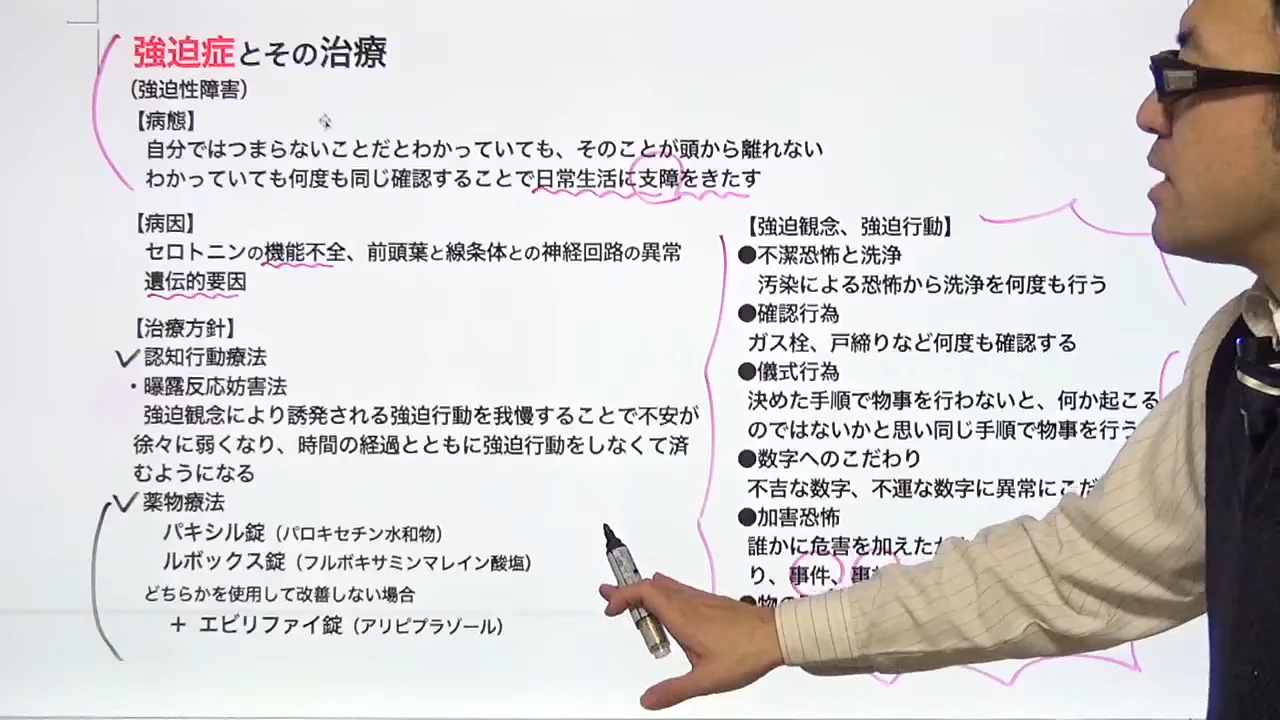 強迫症とその治療
（強迫性障害）
【病態】
自分ではつまらないことだとわかっていても、そのことが頭から離れない
わかっていても何度も同じ確認することで日常生活に支障をきたす
【病因】
セロトニンの機能不全、前頭葉と線条体との神経回路の異常
遺伝的要因
【治療方針】
認知行動療法
・曝露反応妨害法
強迫観念により誘発される強迫行動を我慢することで不安が
徐々に弱くなり、時間の経過とともに強迫行動をしなくて済
むようになる
薬物療法
パキシル錠（パロキセチン水和物）
ルボックス錠（フルボキサミンマレイン酸塩）
どちらかを使用して改善しない場合
＋ エビリファイ錠（アリピプラゾール）
【強迫観念、強迫行動】
●不潔恐怖と洗浄
汚染による恐怖から洗浄を何度も行う
●確認行為
ガス栓、戸締りなど何度も確認する
●儀式行為
決めた手順で物事を行わないと、何か起こる
のではないかと思い同じ手順で物事を行う
●数字へのこだわり
不吉な数字、不運な数字に異常にこだ
●加害恐怖
誰かに危害を加えた
り、事件、事
●物の